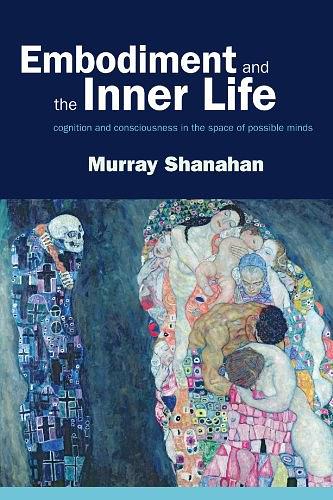 Embodiment and
the Inner Life
cognition and consciousness in the space of possible minds
Murray Shanahan